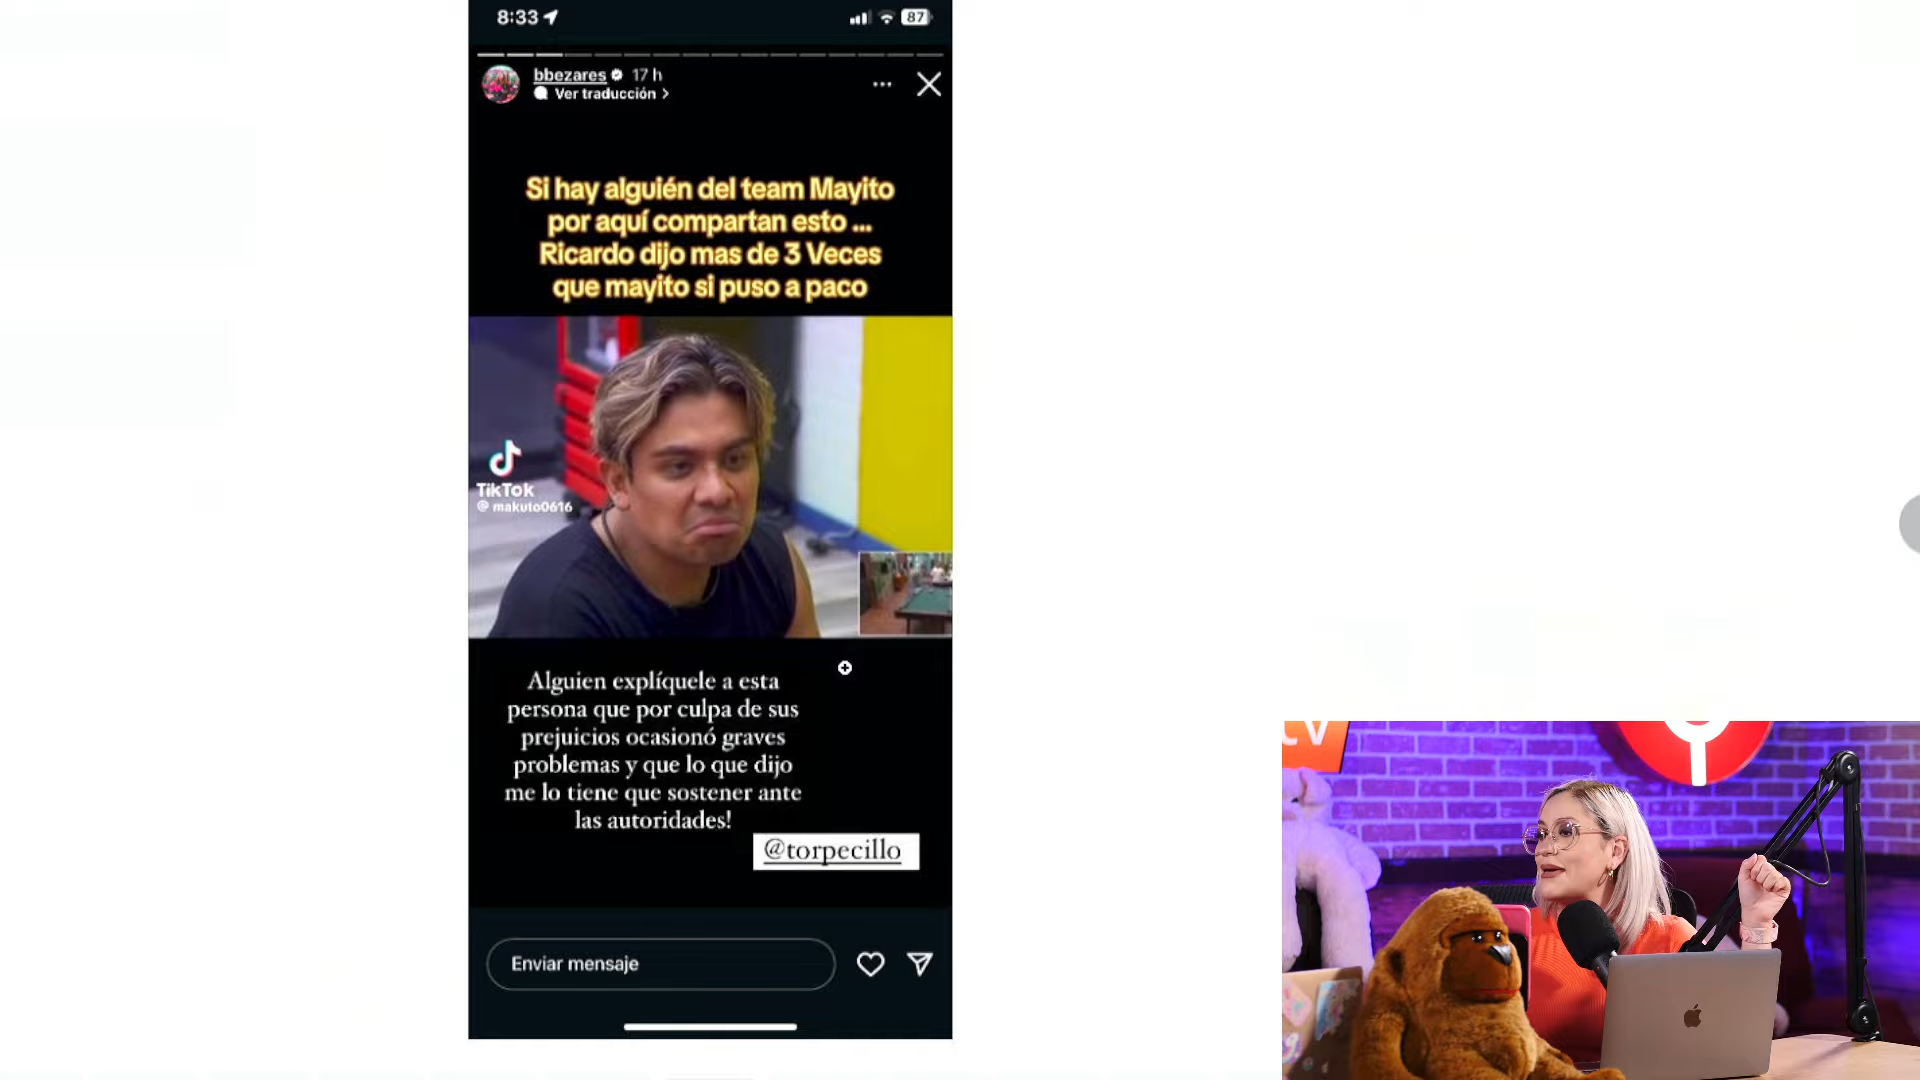 8:33
87
bbezares 17 h
Ver traducción >
Si hay alguién del team Mayito
por aquí compartan esto ...
Ricardo dijo mas de 3 Veces
que mayito si puso a paco
TikTok
@ makuto0616
Alguien explíquele a esta
persona que por culpa de sus
prejuicios ocasionó graves
problemas y que lo que dijo
me lo tiene que sostener ante
las autoridades!
@torpecillo
Enviar mensaje
tv